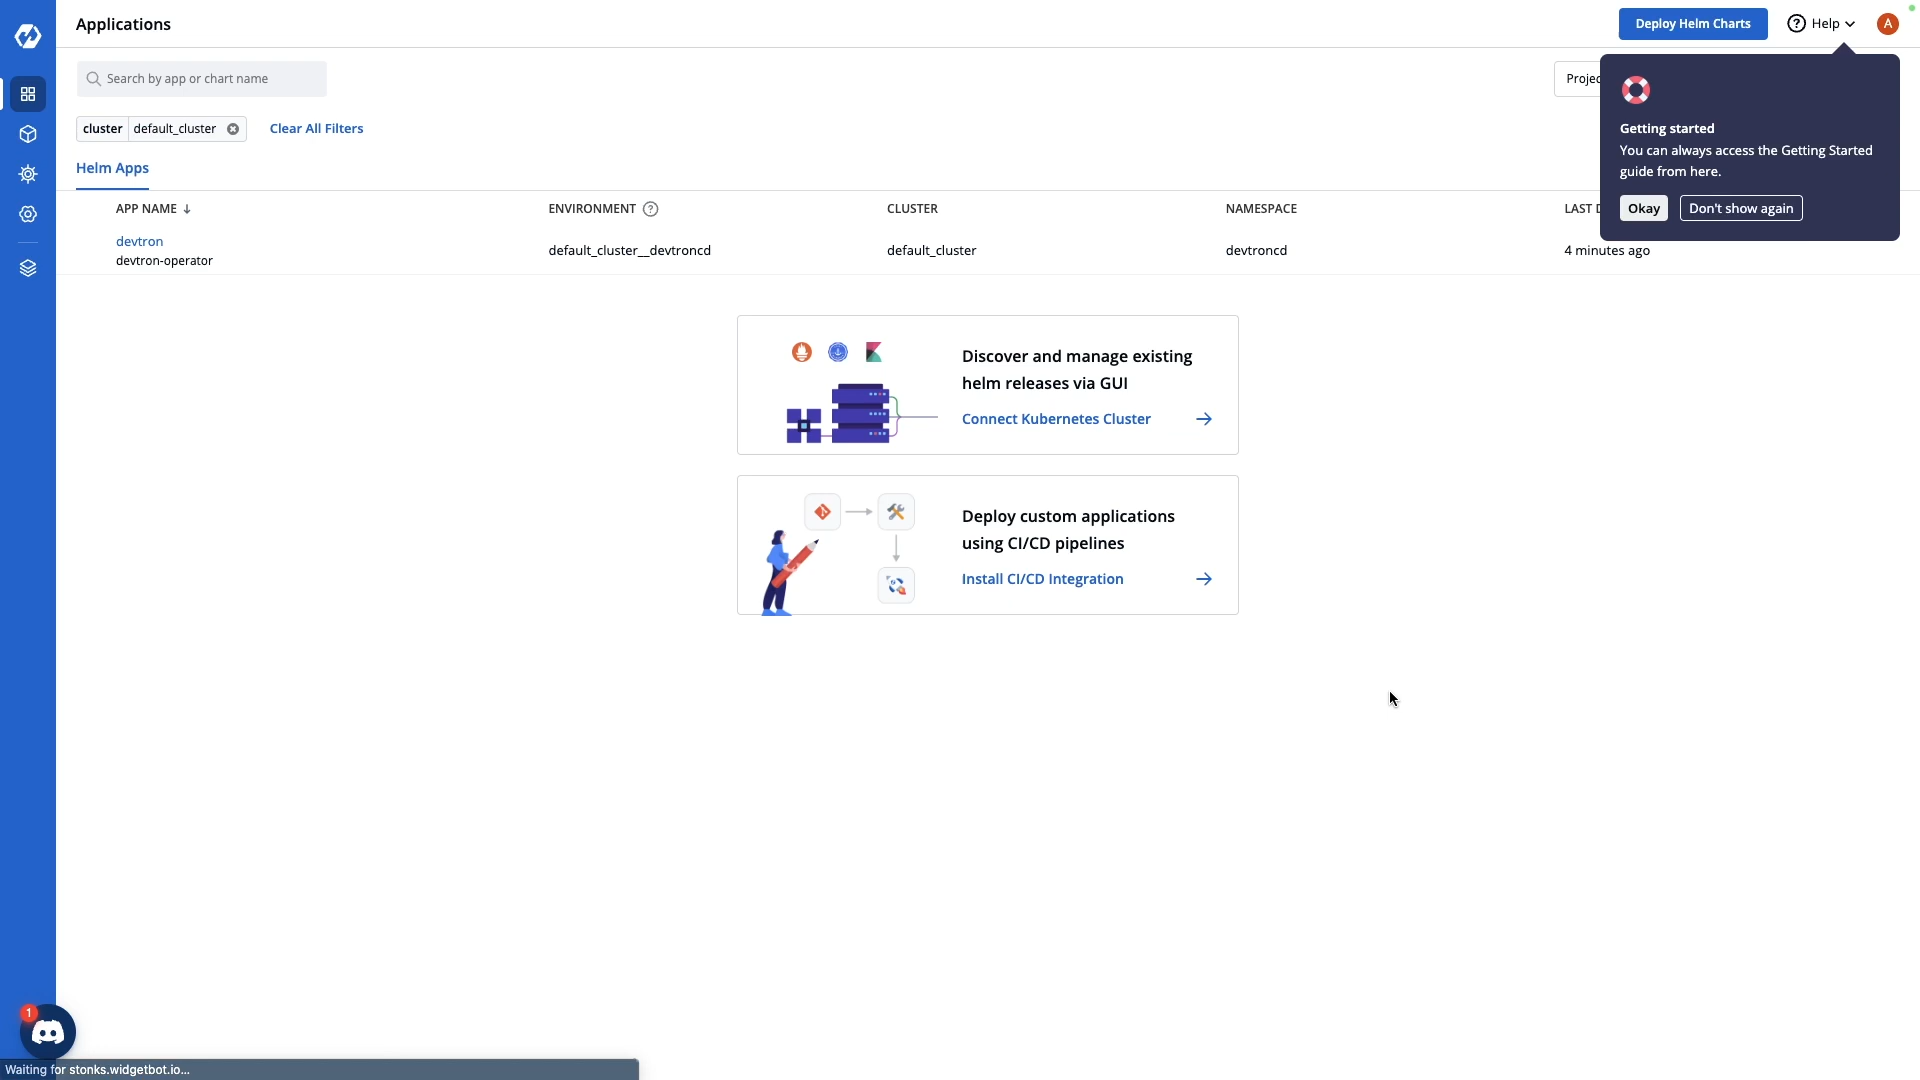 Applications
Deploy Helm Charts
Help
A
Search by app or chart name
Projec
cluster default_cluster
Clear All Filters
Getting started
You can always access the Getting Started
guide from here.
Okay
Don't show again
Helm Apps
APP NAME
ENVIRONMENT
CLUSTER
NAMESPACE
LAST D
devtron
devtron-operator
default_cluster__devtroncd
default_cluster
devtroncd
4 minutes ago
Discover and manage existing
helm releases via GUI
Connect Kubernetes Cluster
Deploy custom applications
using CI/CD pipelines
Install CI/CD Integration
1
Waiting for stonks.widgetbot.io...